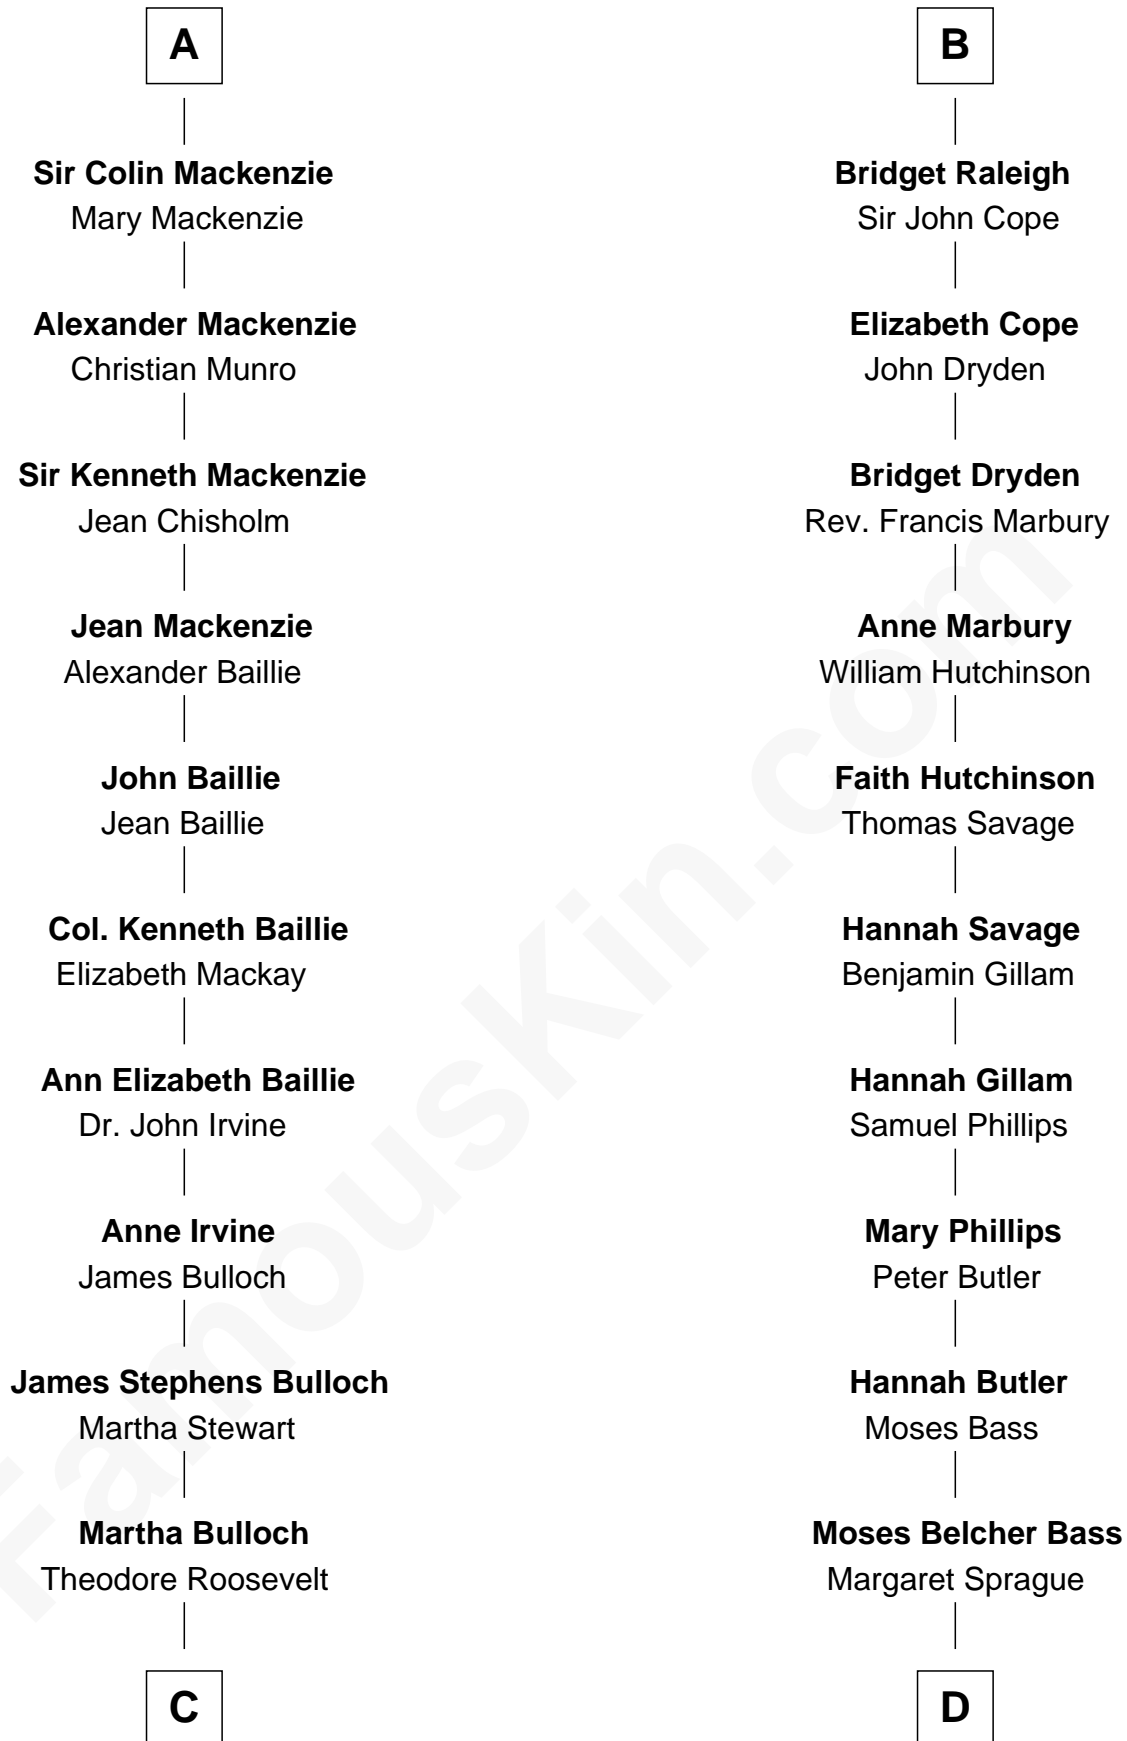 A
Sir Colin Mackenzie
Mary Mackenzie
Alexander Mackenzie
Christian Munro
Sir Kenneth Mackenzie
Jean Chisholm
Jean Mackenzie
Alexander Baillie
John Baillie
Jean Baillie
Col. Kenneth Baillie
Elizabeth Mackay
Ann Elizabeth Baillie
Dr. John Irvine
Anne Irvine
James Bulloch
James Stephens Bulloch
Martha Stewart
Martha Bulloch
Theodore Roosevelt
C
B
Bridget Raleigh
Sir John Cope
Elizabeth Cope
John Dryden
Bridget Dryden
Rev. Francis Marbury
Anne Marbury
William Hutchinson
Faith Hutchinson
Thomas Savage
Hannah Savage
Benjamin Gillam
Hannah Gillam
Samuel Phillips
Mary Phillips
Peter Butler
Hannah Butler
Moses Bass
Moses Belcher Bass
Margaret Sprague
D
FamousKin.com